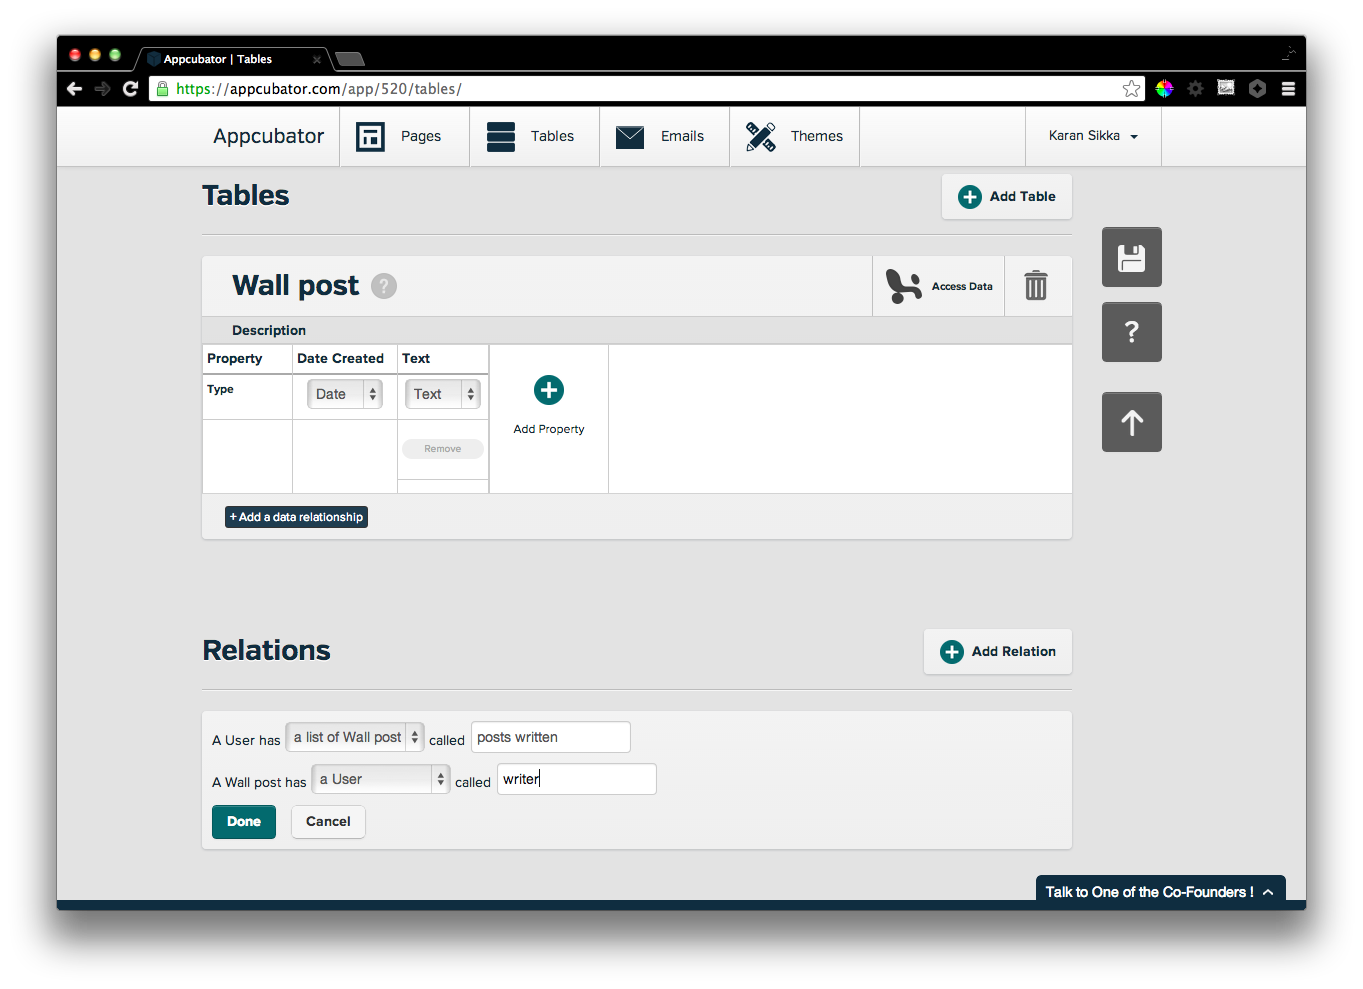 Appcubator | Tables
https://appcubator.com/app/520/tables/
Appcubator Pages Tables Emails Themes Karan Sikka
Tables
Add Table
Wall post ?
Access Data
?
Description
Property Date Created Text
Type Date Text
Add Property
Remove
+ Add a data relationship
Relations
Add Relation
A User has a list of Wall post called posts written
A Wall post has a User called writer
Done Cancel
Talk to One of the Co-Founders !